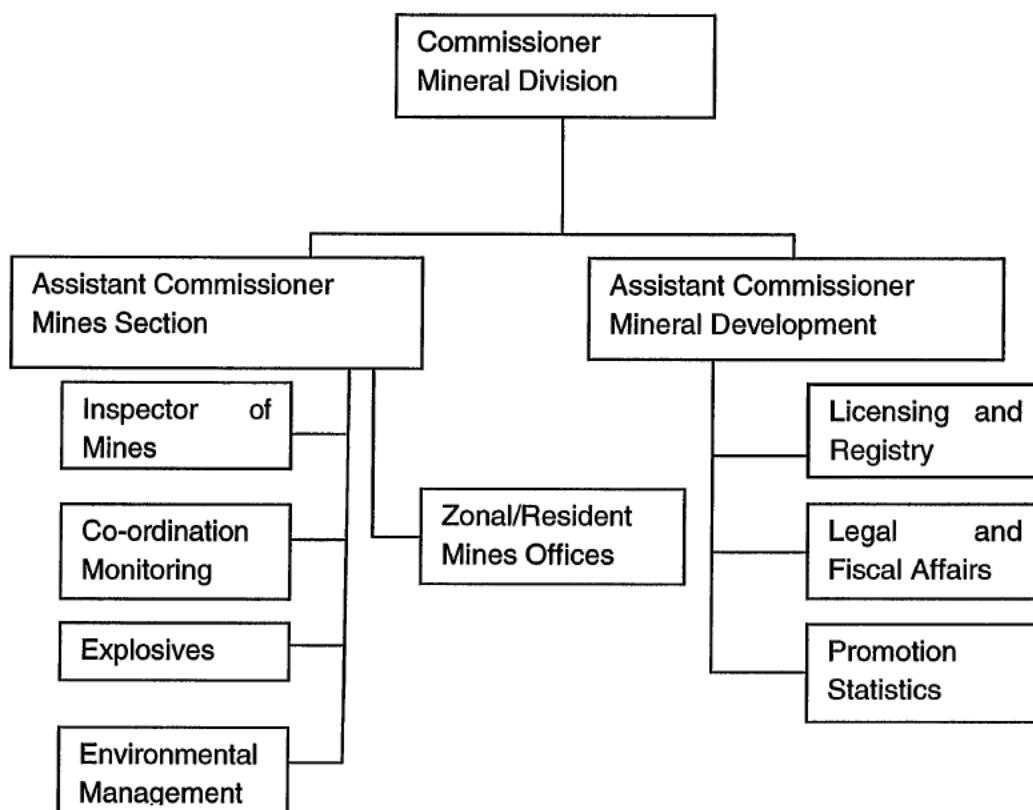 Commissioner
Mineral Division
Assistant Commissioner
Mines Section
Assistant Commissioner
Mineral Development
Inspector of
Mines
Co-ordination
Monitoring
Explosives
Environmental
Management
Zonal/Resident
Mines Offices
Licensing and
Registry
Legal and
Fiscal Affairs
Promotion
Statistics